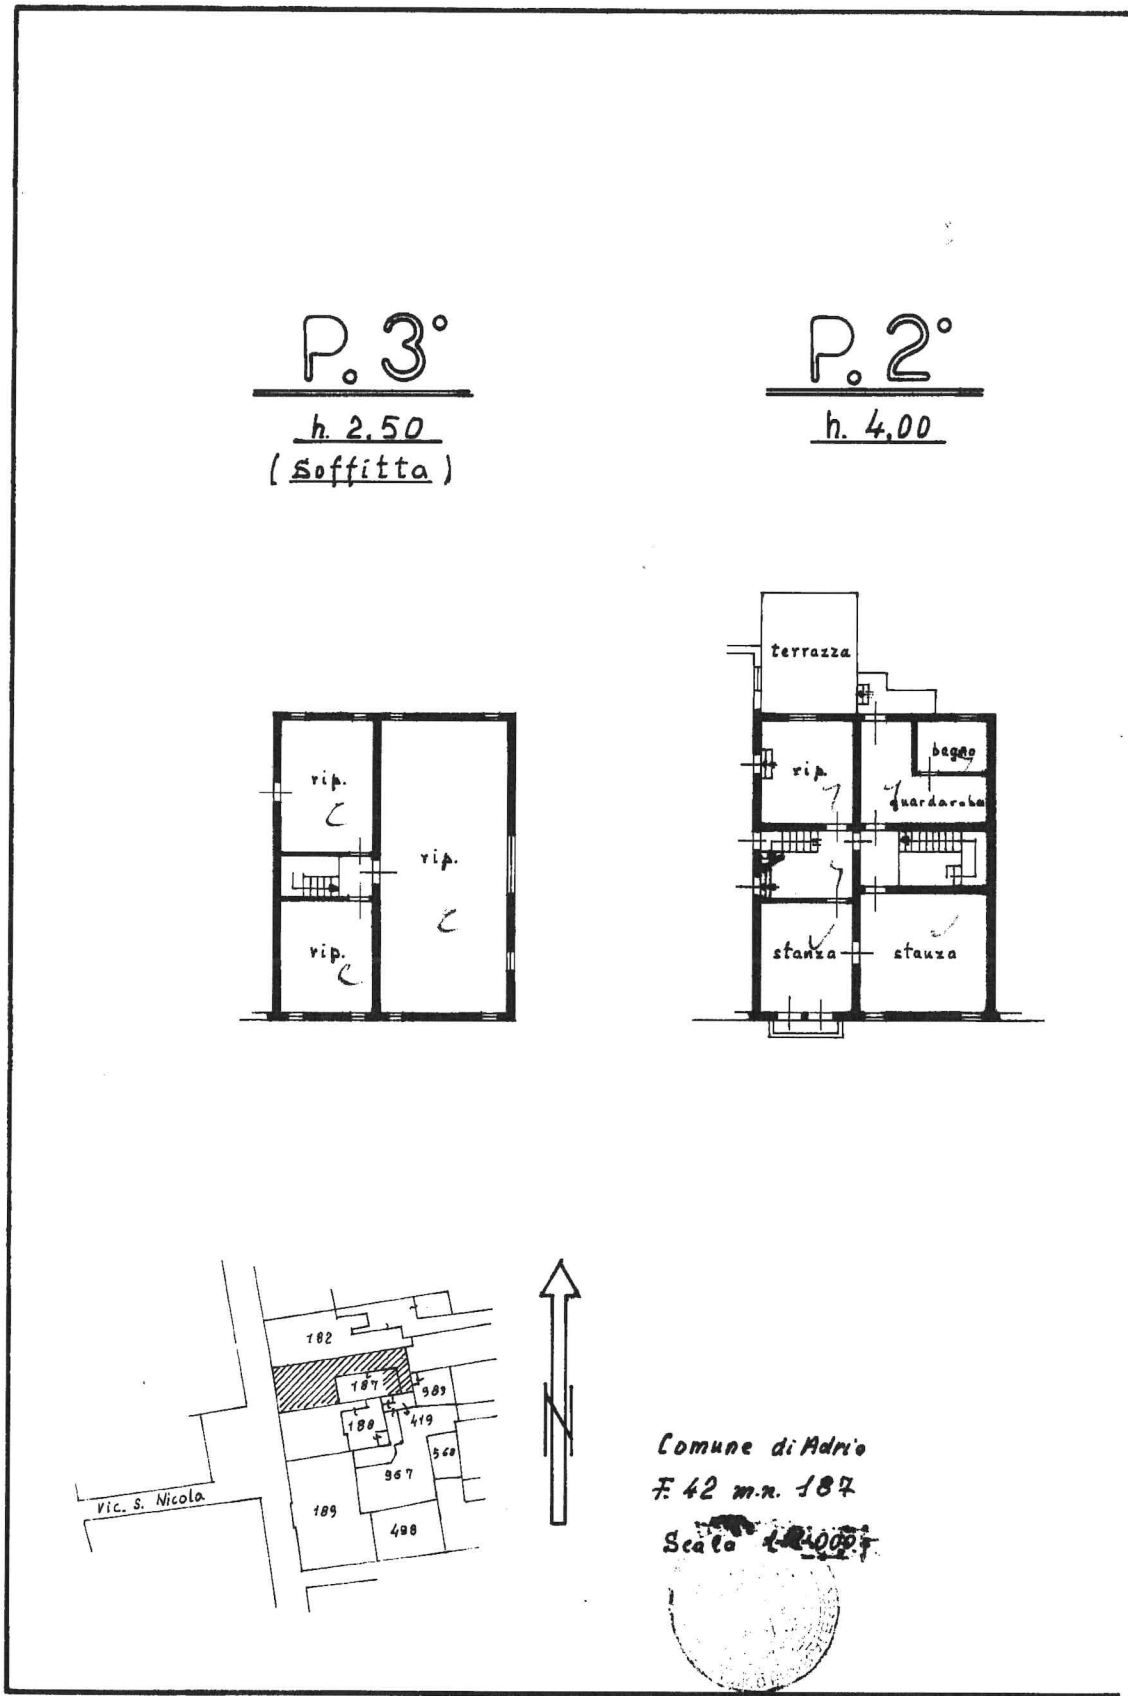 P. 3°
h. 2,50
(Soffitta)
P. 2°
h. 4,00
rip.
rip.
rip.
terrazza
rip.
bagno
guardaroba
stanza
stanza
182
187
989
188
419
560
967
189
498
Vic. S. Nicola
N
Comune di Adria
F. 42 m.n. 187
Scala